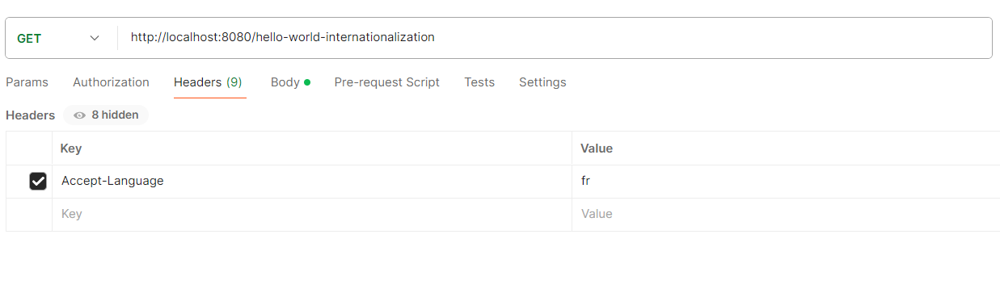 GET http://localhost:8080/hello-world-internationalization
Params Authorization Headers (9) Body Pre-request Script Tests Settings
Headers 8 hidden
Key Value
Accept-Language fr
Key Value